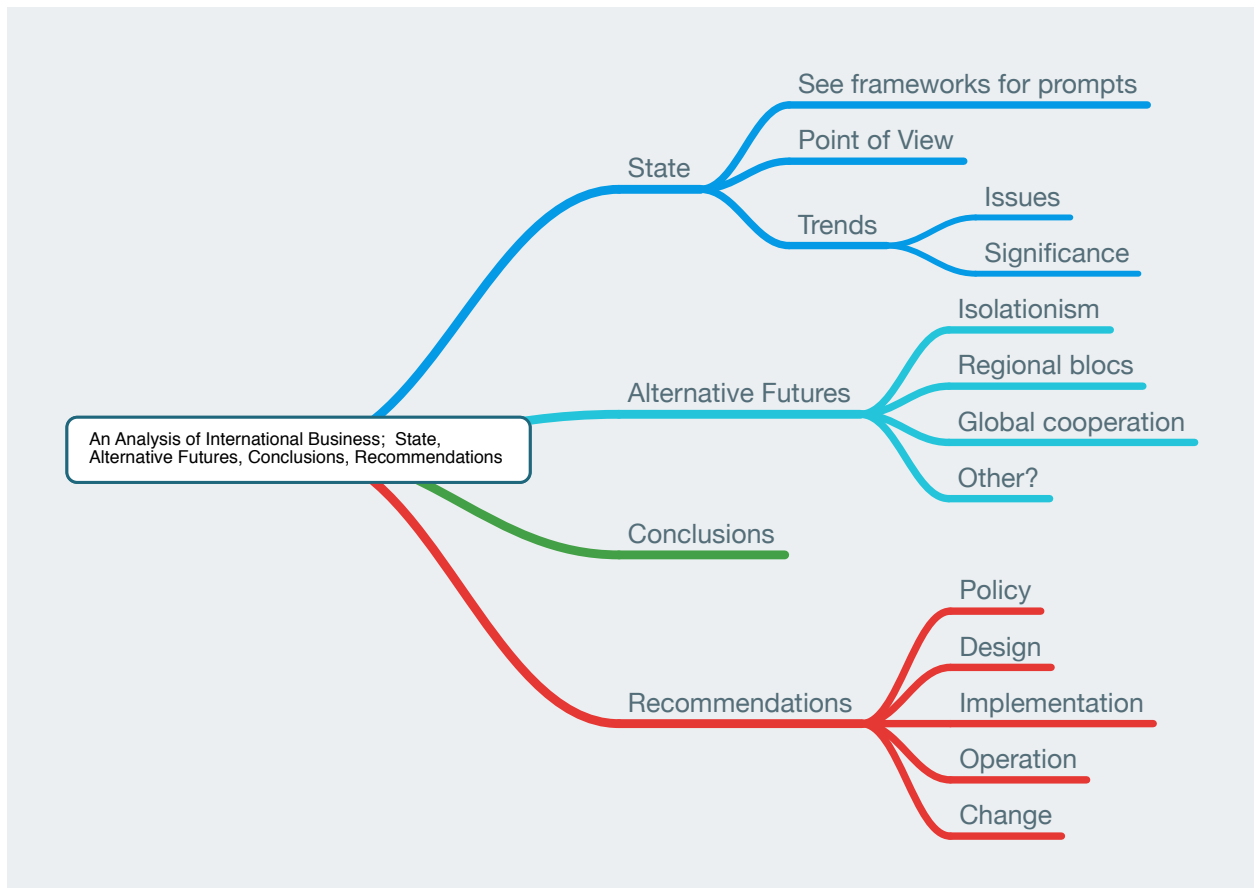 An Analysis of International Business;  State,
Alternative Futures, Conclusions, Recommendations
State
See frameworks for prompts
Point of View
Trends
Issues
Significance
Alternative Futures
Isolationism
Regional blocs
Global cooperation
Other?
Conclusions
Recommendations
Policy
Design
Implementation
Operation
Change